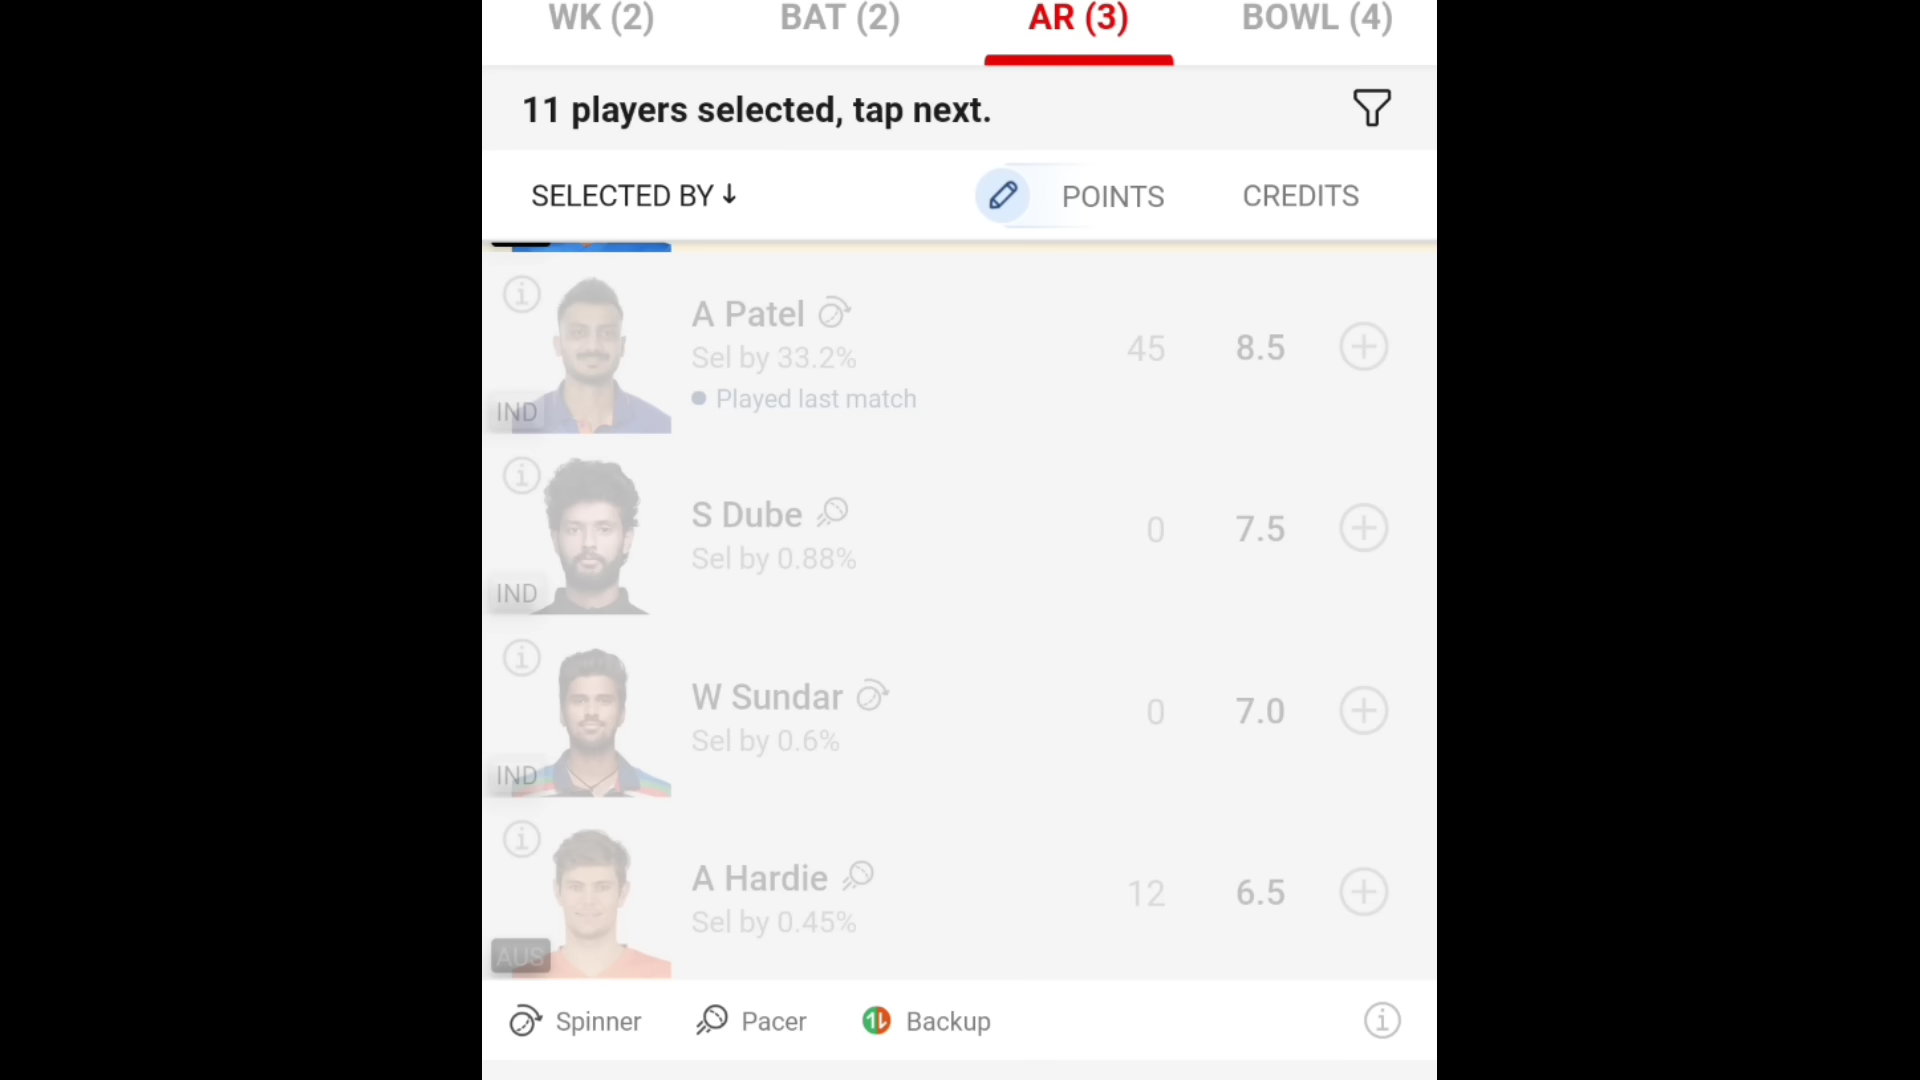 WK (2) BAT (2) AR (3) BOWL (4)
11 players selected, tap next.
SELECTED BY ↓ POINTS CREDITS
A Patel
Sel by 33.2% 45 8.5
Played last match
IND
S Dube
Sel by 0.88% 0 7.5
IND
W Sundar
Sel by 0.6% 0 7.0
IND
A Hardie
Sel by 0.45% 12 6.5
AUS
Spinner Pacer Backup